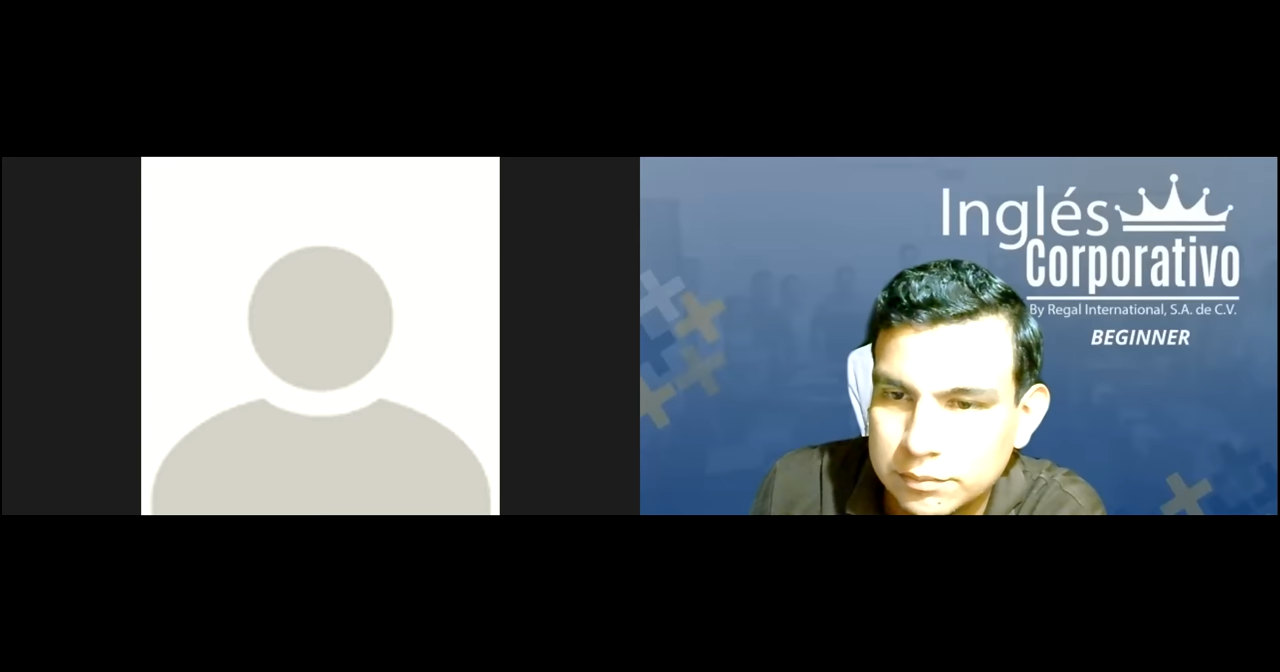 Inglés
Corporativo
By Regal International, S.A. de C.V.
BEGINNER